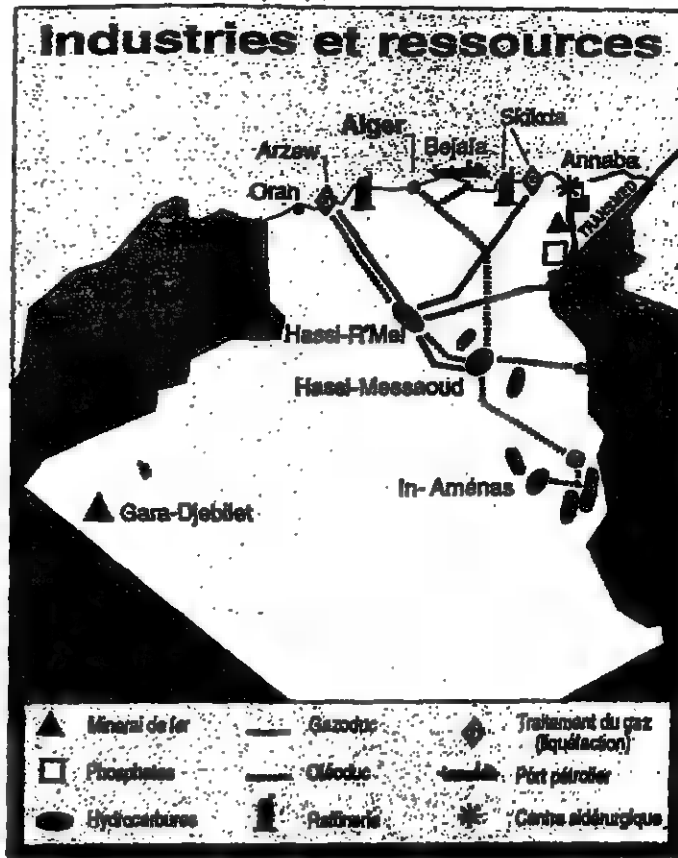 Industries et ressources
Skikda
Alger
Bejaia
Arzew
Annaba
Oran
TRANSMED
Hassi-R'Mel
Hassi-Messaoud
In-Aménas
Gara-Djebilet
Minerai de fer
Gazoduc
Traitement du gaz
(liquéfaction)
Phosphates
Oléoduc
Port pétrolier
Hydrocarbures
Raffinerie
Centre sidérurgique